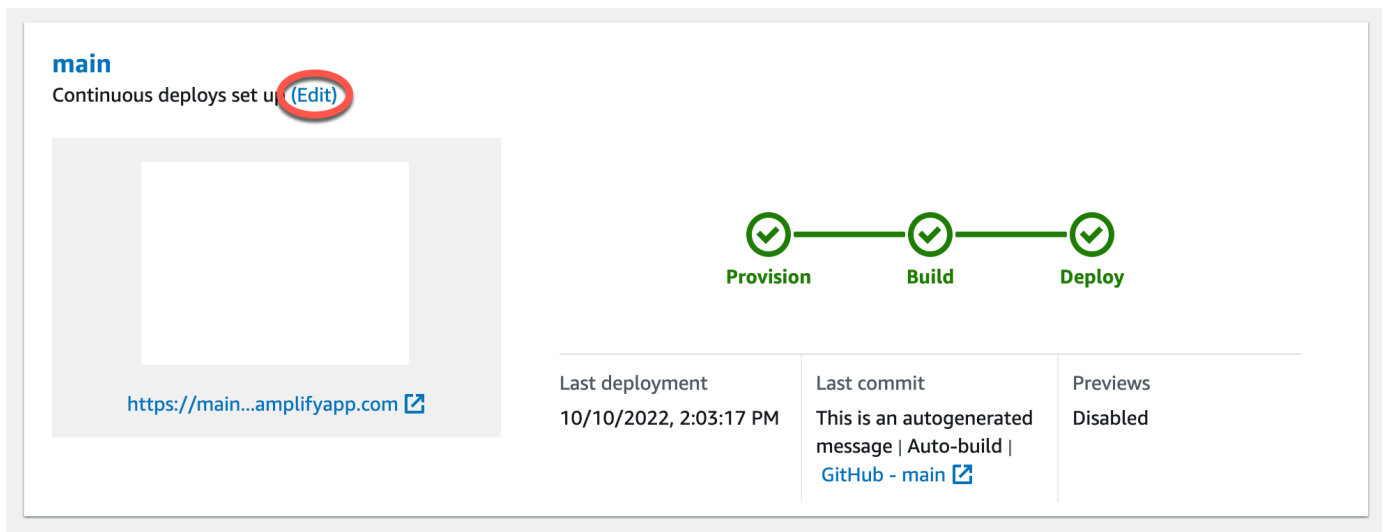 main
Continuous deploys set up (Edit)
Provision
Build
Deploy
https://main...amplifyapp.com
Last deployment
10/10/2022, 2:03:17 PM
Last commit
This is an autogenerated
message | Auto-build |
GitHub - main
Previews
Disabled